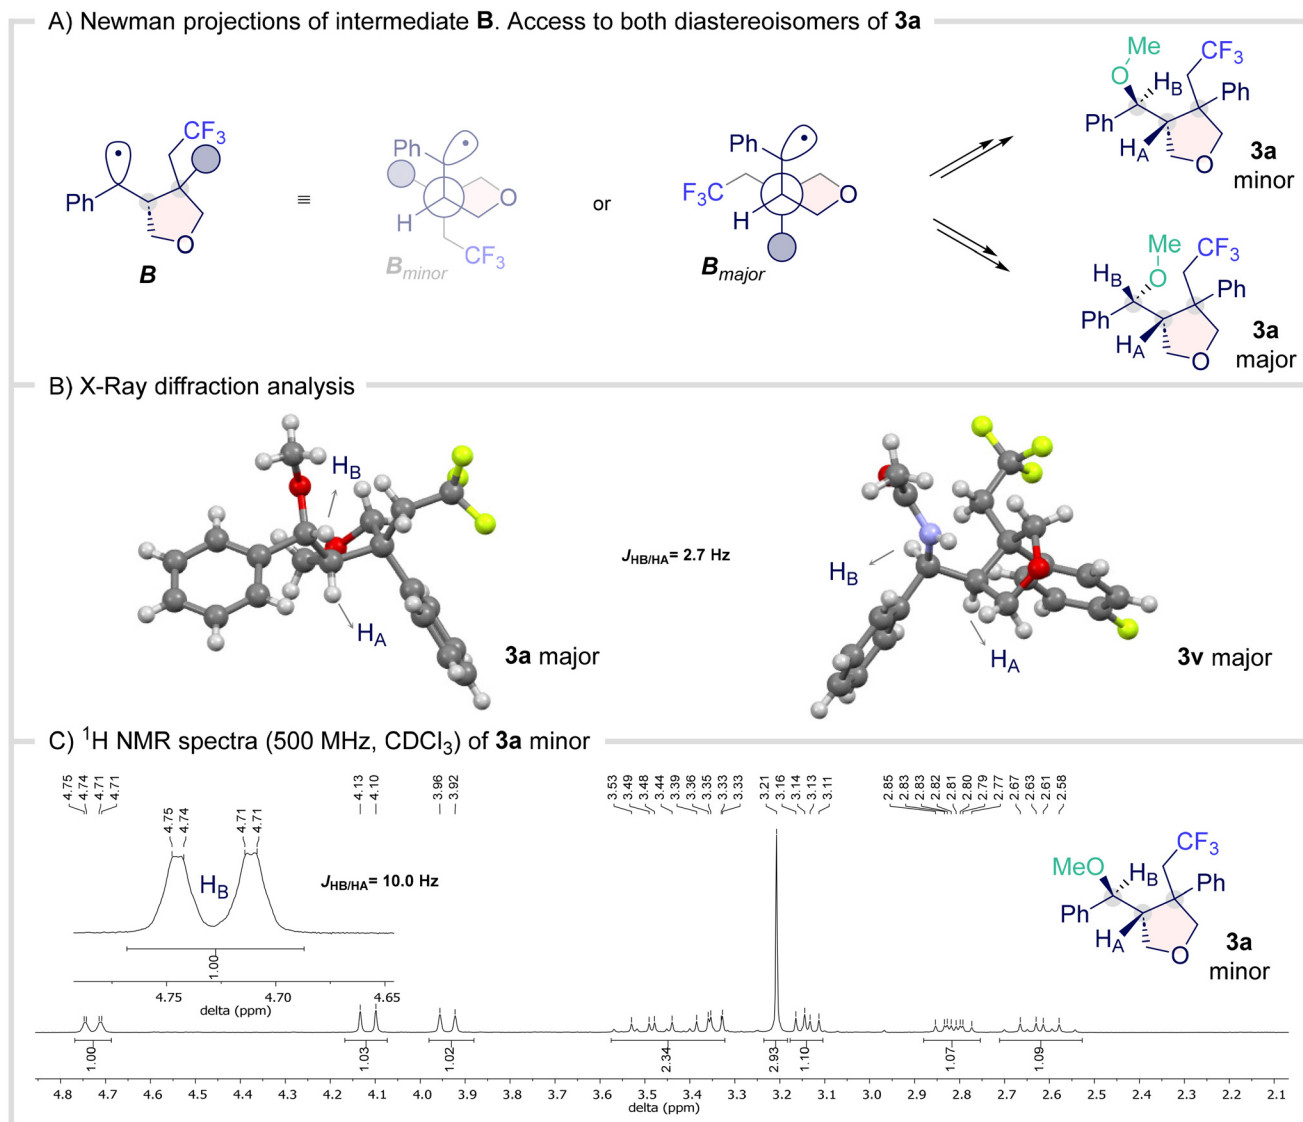 A) Newman projections of intermediate B. Access to both diastereoisomers of 3a
Ph
CF3
O
B
≡
Ph
H
O
CF3
Bminor
or
Ph
F3C
H
O
Bmajor
Me
O
HB
CF3
Ph
Ph
HA
O
3a
minor
Me
HB
O
CF3
Ph
Ph
HA
O
3a
major
B) X-Ray diffraction analysis
HB
HA
3a major
JHB/HA= 2.7 Hz
HB
HA
3v major
C) 1H NMR spectra (500 MHz, CDCl3) of 3a minor
4.75
4.74
4.71
4.71
4.13
4.10
3.96
3.92
3.53
3.49
3.48
3.44
3.39
3.36
3.35
3.33
3.33
3.21
3.16
3.14
3.13
3.11
2.85
2.83
2.83
2.82
2.81
2.80
2.79
2.77
2.67
2.63
2.61
2.58
4.75
4.74
4.71
4.71
HB
JHB/HA= 10.0 Hz
1.00
4.75 4.70 4.65
delta (ppm)
MeO
HB
CF3
Ph
Ph
HA
O
3a
minor
1.00
1.03
1.02
2.34
2.93
1.10
1.07
1.09
4.8 4.7 4.6 4.5 4.4 4.3 4.2 4.1 4.0 3.9 3.8 3.7 3.6 3.5 3.4 3.3 3.2 3.1 3.0 2.9 2.8 2.7 2.6 2.5 2.4 2.3 2.2 2.1
delta (ppm)